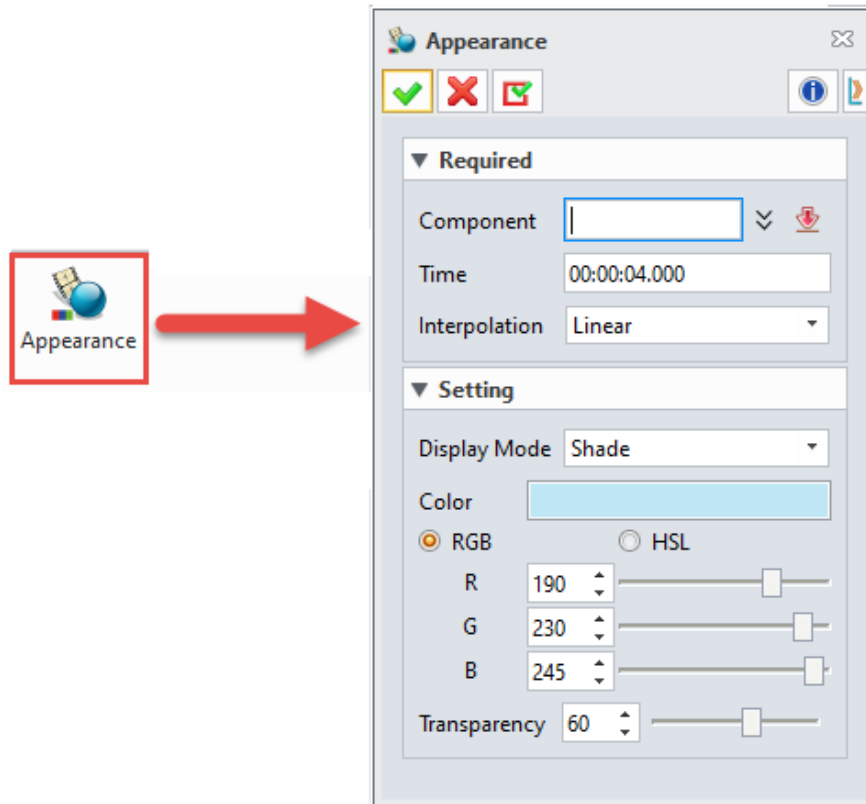 Appearance
Appearance
Required
Component
Time 00:00:04.000
Interpolation Linear
Setting
Display Mode Shade
Color
RGB HSL
R 190
G 230
B 245
Transparency 60